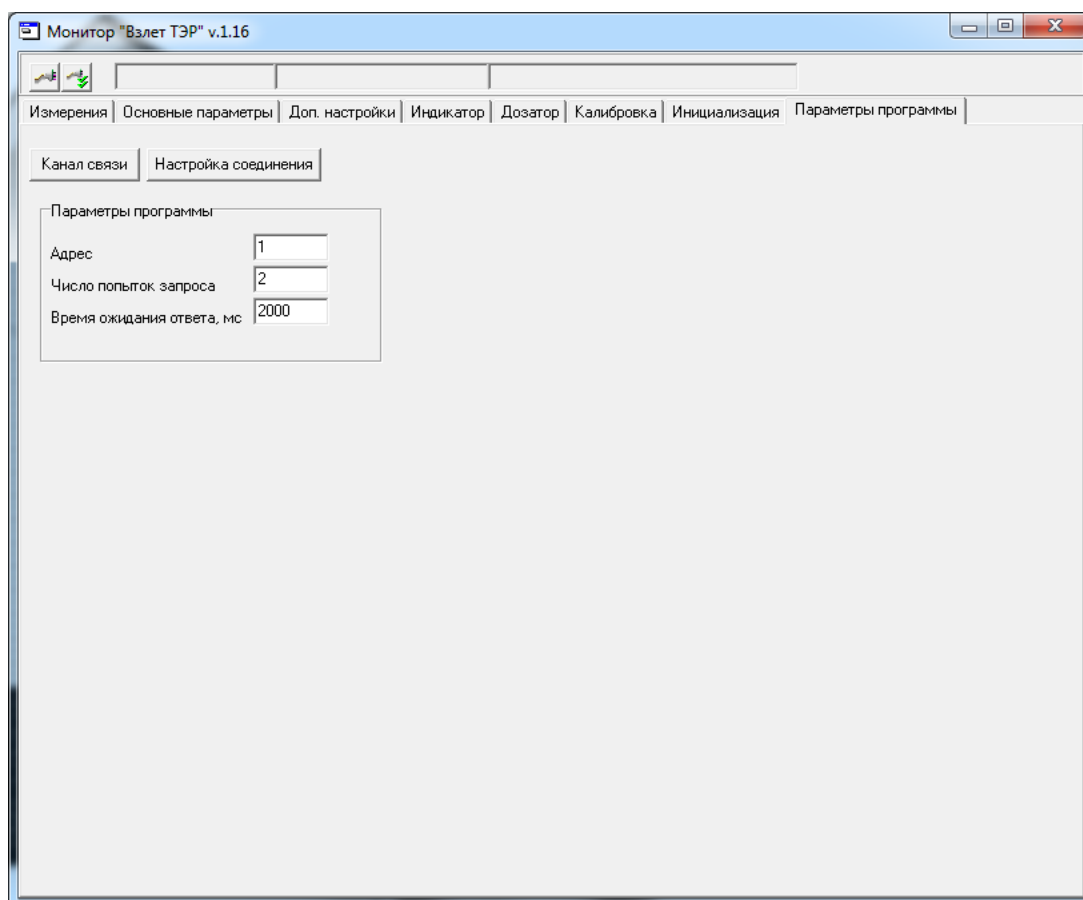 Монитор "Взлет ТЭР" v.1.16
Измерения Основные параметры Доп. настройки Индикатор Дозатор Калибровка Инициализация Параметры программы
Канал связи Настройка соединения
Параметры программы
Адрес 1
Число попыток запроса 2
Время ожидания ответа, мс 2000